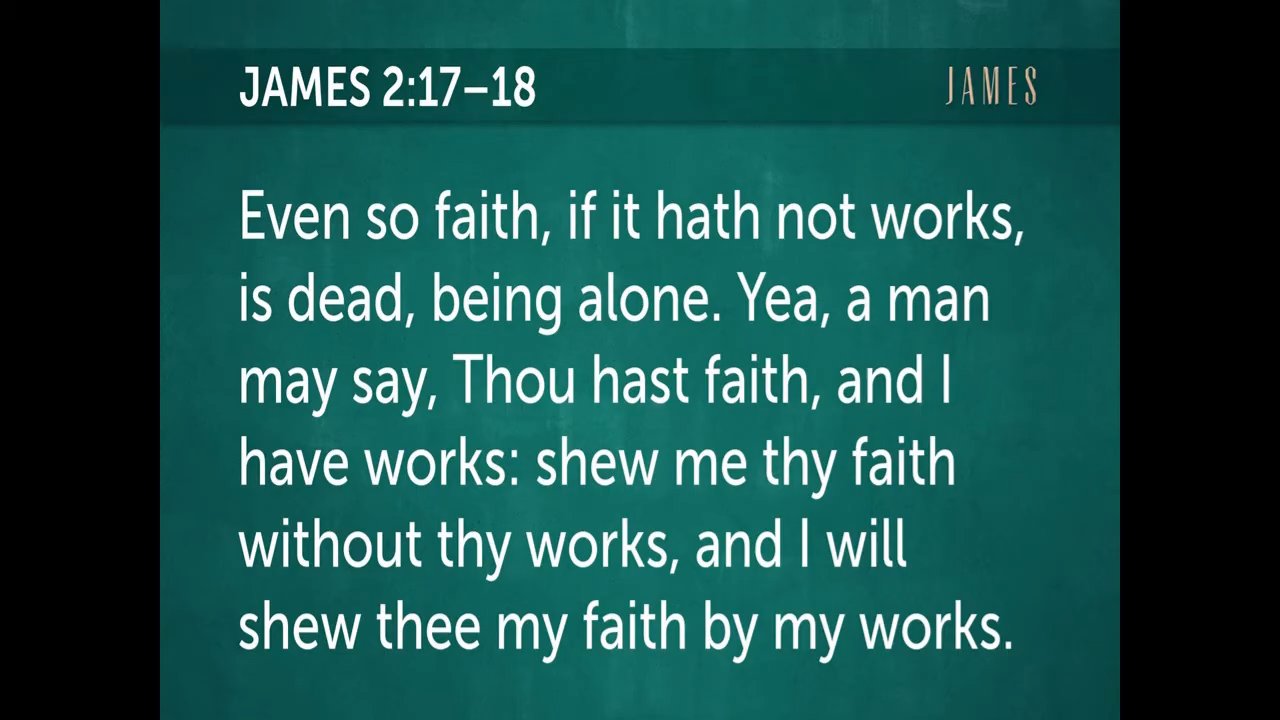 JAMES 2:17–18
JAMES
Even so faith, if it hath not works,
is dead, being alone. Yea, a man
may say, Thou hast faith, and I
have works: shew me thy faith
without thy works, and I will
shew thee my faith by my works.